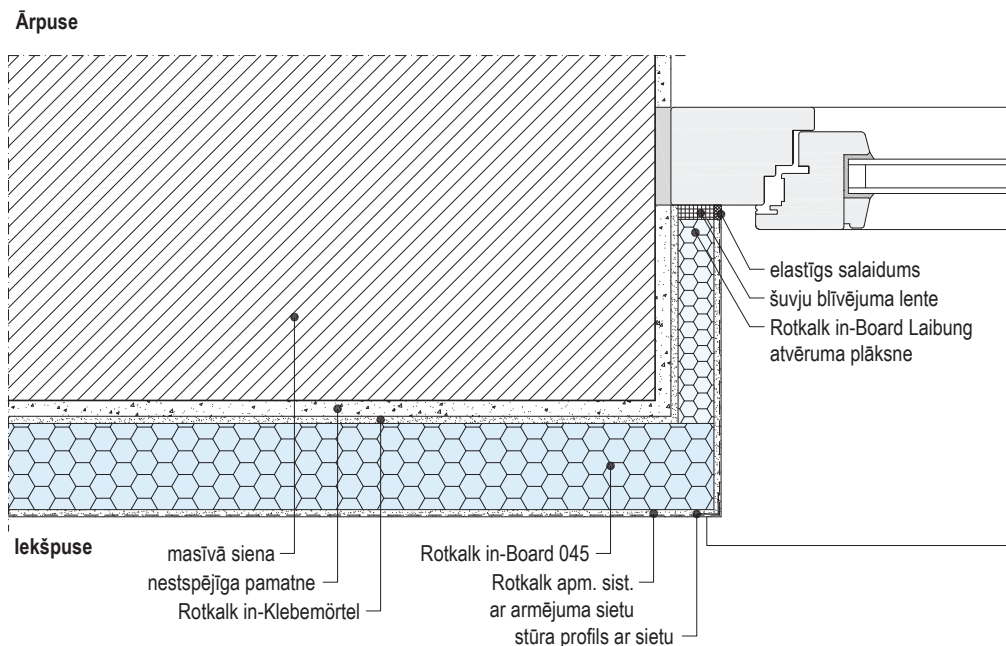 Ārpuse
elastīgs salaidums
šuvju blīvējuma lente
Rotkalk in-Board Laibung
atvēruma plāksne
Iekšpuse
masīvā siena
nestspējīga pamatne
Rotkalk in-Klebemörtel
Rotkalk in-Board 045
Rotkalk apm. sist.
ar armējuma sietu
stūra profils ar sietu